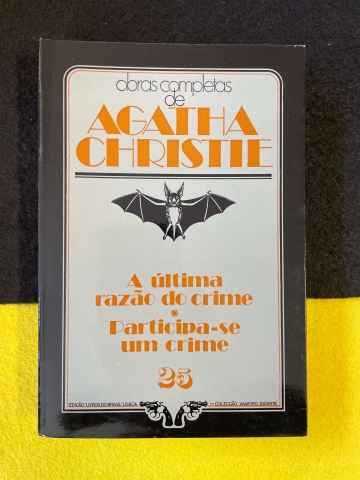 obras completas
de
AGATHA
CHRISTIE
A última
razão do crime
*
Participa-se
um crime
25
EDIÇÃO "LIVROS DO BRASIL" LISBOA
— COLECÇÃO VAMPIRO GIGANTE